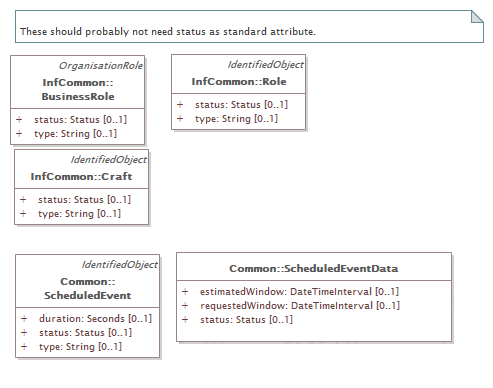 These should probably not need status as standard attribute.
OrganisationRole
InfCommon::
BusinessRole
+ status: Status [0..1]
+ type: String [0..1]
IdentifiedObject
InfCommon::Role
+ status: Status [0..1]
+ type: String [0..1]
IdentifiedObject
InfCommon::Craft
+ status: Status [0..1]
+ type: String [0..1]
IdentifiedObject
Common::
ScheduledEvent
+ duration: Seconds [0..1]
+ status: Status [0..1]
+ type: String [0..1]
Common::ScheduledEventData
+ estimatedWindow: DateTimeInterval [0..1]
+ requestedWindow: DateTimeInterval [0..1]
+ status: Status [0..1]